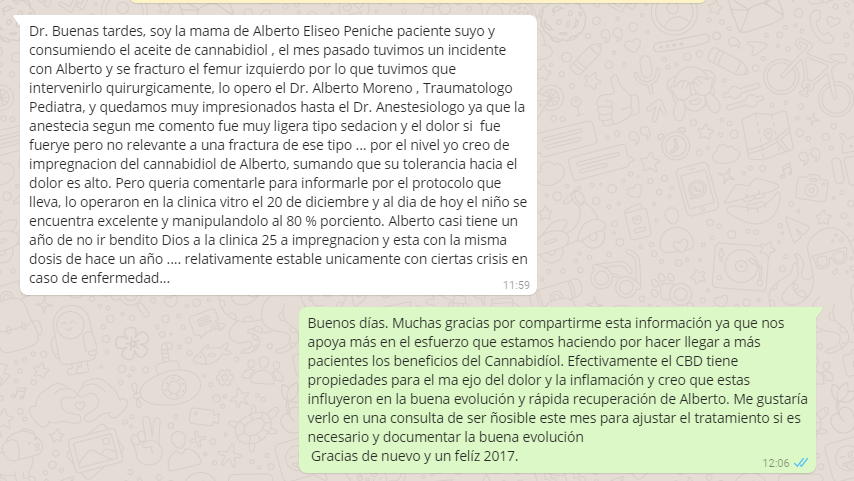 Dr. Buenas tardes, soy la mama de Alberto Eliseo Peniche paciente suyo y
consumiendo el aceite de cannabidiol , el mes pasado tuvimos un incidente
con Alberto y se fracturo el femur izquierdo por lo que tuvimos que
intervenirlo quirurgicamente, lo opero el Dr. Alberto Moreno , Traumatologo
Pediatra, y quedamos muy impresionados hasta el Dr. Anestesiologo ya que la
anestecia segun me comento fue muy ligera tipo sedacion y el dolor si  fue
fuerye pero no relevante a una fractura de ese tipo ... por el nivel yo creo de
impregnacion del cannabidiol de Alberto, sumando que su tolerancia hacia el
dolor es alto. Pero queria comentarle para informarle por el protocolo que
lleva, lo operaron en la clinica vitro el 20 de diciembre y al dia de hoy el niño se
encuentra excelente y manipulandolo al 80 % porciento. Alberto casi tiene un
año de no ir bendito Dios a la clinica 25 a impregnacion y esta con la misma
dosis de hace un año .... relativamente estable unicamente con ciertas crisis en
caso de enfermedad...
11:59
Buenos días. Muchas gracias por compartirme esta información ya que nos
apoya más en el esfuerzo que estamos haciendo por hacer llegar a más
pacientes los beneficios del Cannabidíol. Efectivamente el CBD tiene
propiedades para el ma ejo del dolor y la inflamación y creo que estas
influyeron en la buena evolución y rápida recuperación de Alberto. Me gustaría
verlo en una consulta de ser ñosible este mes para ajustar el tratamiento si es
necesario y documentar la buena evolución
Gracias de nuevo y un felíz 2017.
12:06